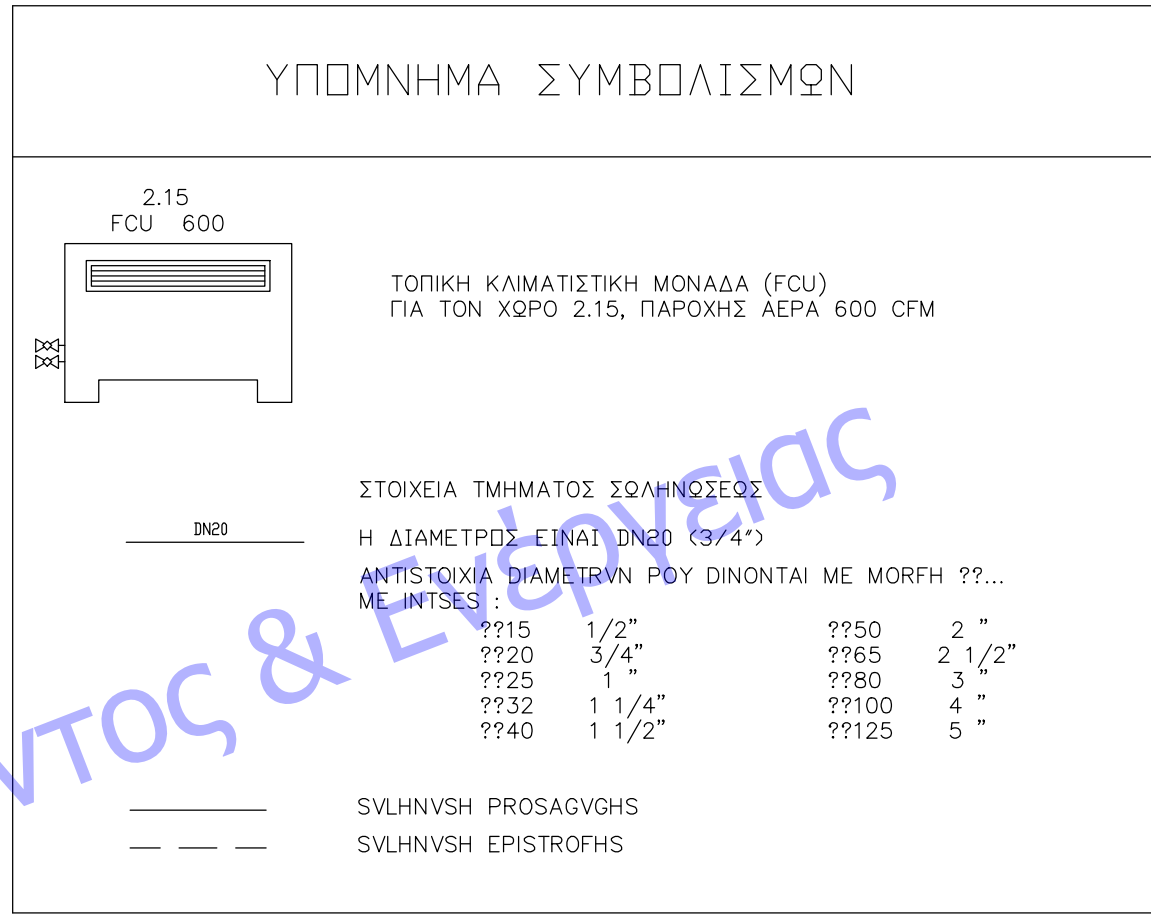 ΥΠΟΜΝΗΜΑ ΣΥΜΒΟΛΙΣΜΩΝ
2.15
FCU 600
ΤΟΠΙΚΗ ΚΛΙΜΑΤΙΣΤΙΚΗ ΜΟΝΑΔΑ (FCU)
ΓΙΑ ΤΟΝ ΧΩΡΟ 2.15, ΠΑΡΟΧΗΣ ΑΕΡΑ 600 CFM
ΣΤΟΙΧΕΙΑ ΤΜΗΜΑΤΟΣ ΣΩΛΗΝΩΣΕΩΣ
DN20
Η ΔΙΑΜΕΤΡΟΣ ΕΙΝΑΙ DN20 (3/4")
ANTISTOIXIA DIAMETRVN POY DINONTAI ME MORFH ??...
ME INTSES :
??15 1/2" ??50 2 "
??20 3/4" ??65 2 1/2"
??25 1 " ??80 3 "
??32 1 1/4" ??100 4 "
??40 1 1/2" ??125 5 "
SVLHNVSH PROSAGVGHS
SVLHNVSH EPISTROFHS
ντος & Ενέργειας